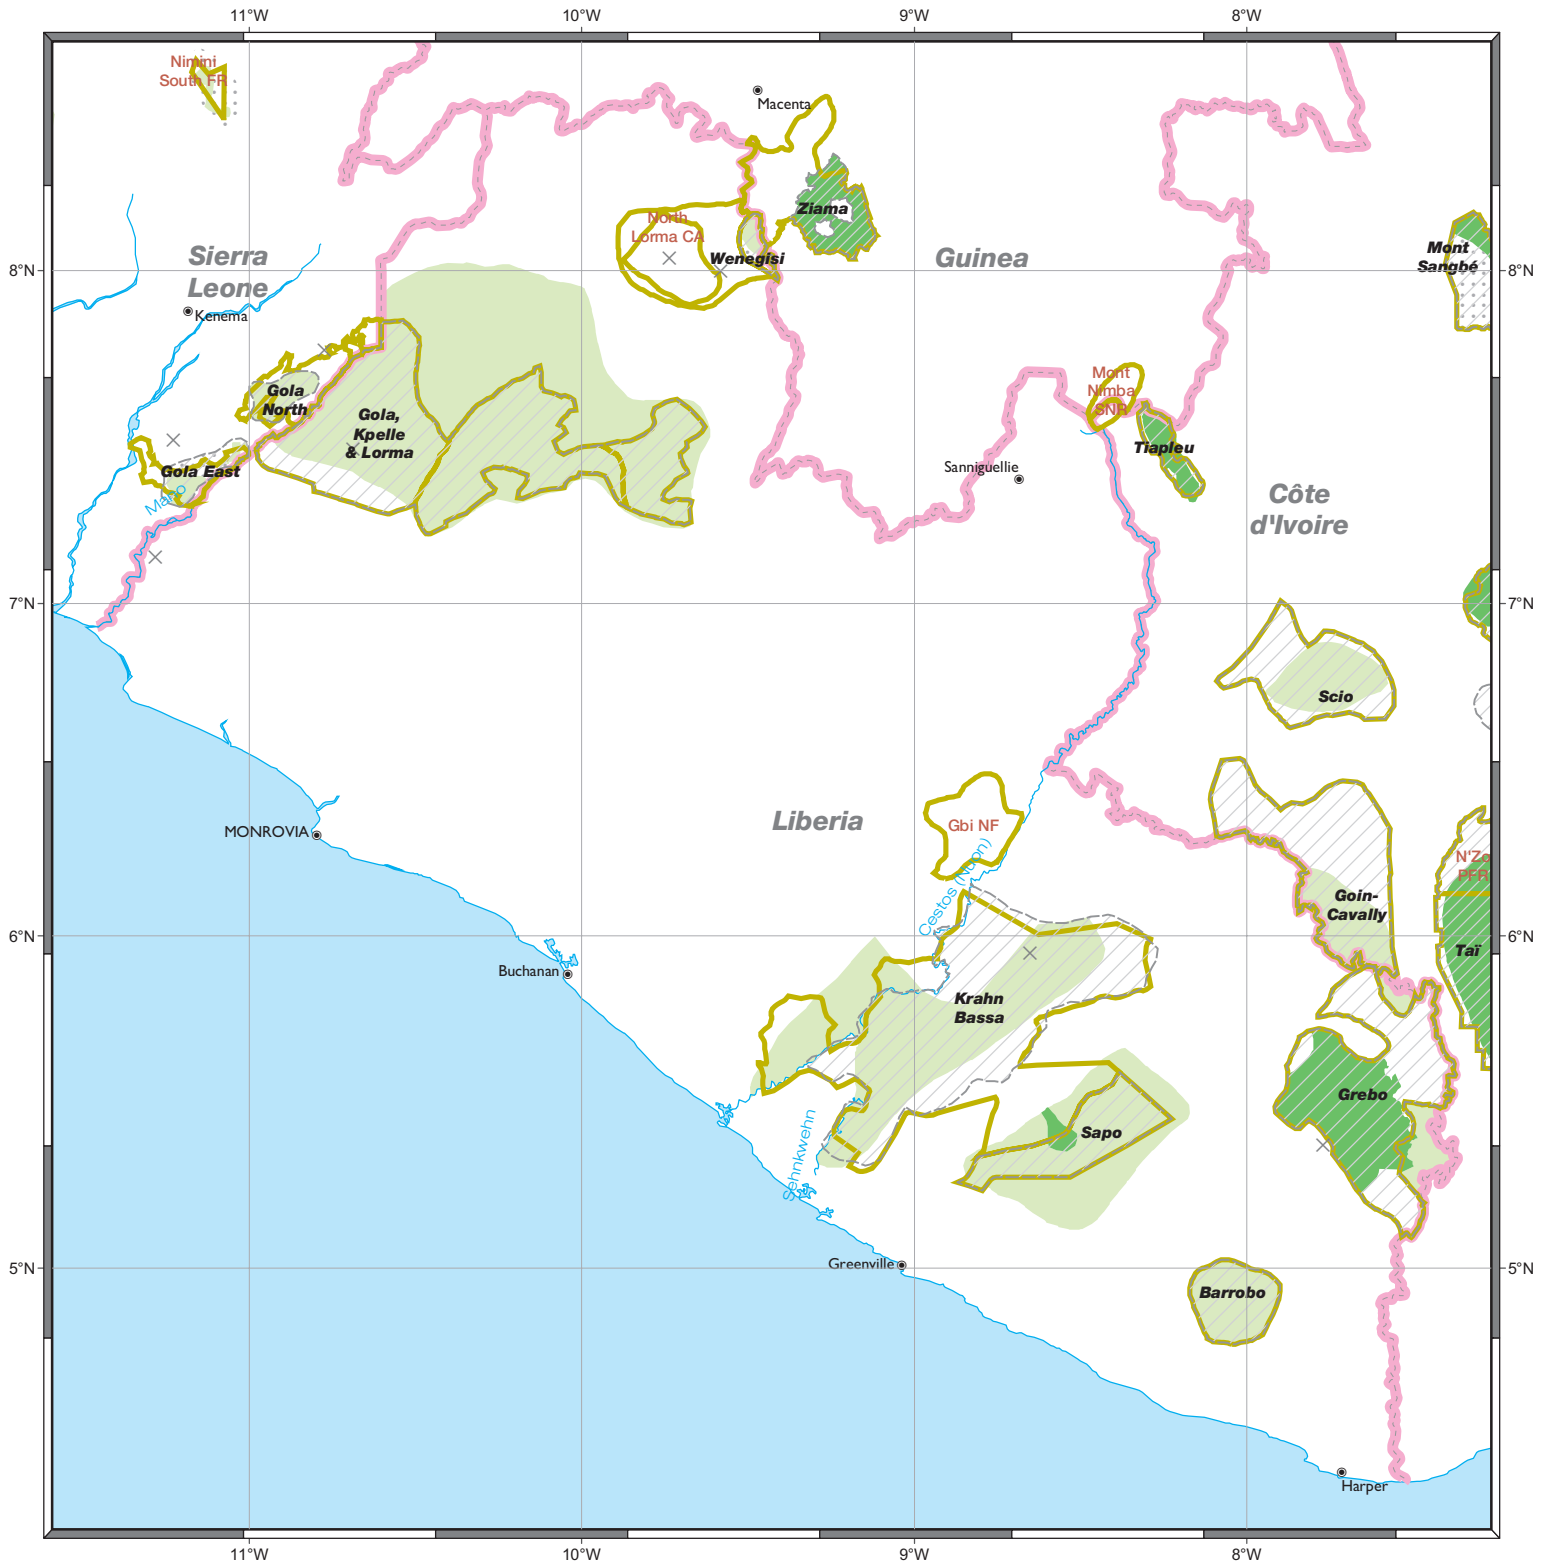 11°W
10°W
9°W
8°W
Nimini
South FR
Macenta
Ziama
North
Lorma CA
Wenegisi
Guinea
Mont
Sangbé
Sierra
Leone
8°N
8°N
Kenema
Gola
North
Gola,
Kpelle
& Lorma
Gola East
Mano
Mont
Nimba
SNR
Tiapleu
Sanniguellie
Côte
d'Ivoire
7°N
7°N
Scio
Liberia
Gbi NF
MONROVIA
Cestos (Nuon)
N'Zo
PFR
Goin-
Cavally
6°N
6°N
Taï
Buchanan
Krahn
Bassa
Grebo
Sapo
Sehnkwehn
Greenville
5°N
5°N
Barrobo
Harper
11°W
10°W
9°W
8°W